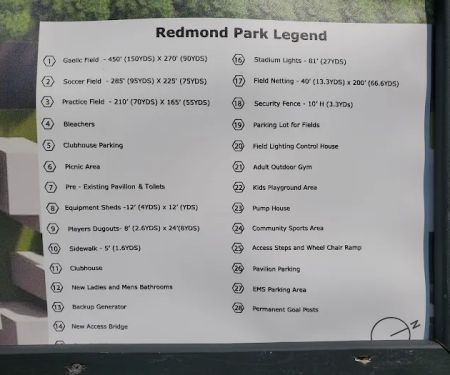 Redmond Park Legend
1 Gaelic Field - 450' (150YDS) X 270' (90YDS)
2 Soccer Field - 285' (95YDS) X 225' (75YDS)
3 Practice Field - 210' (70YDS) X 165' (55YDS)
4 Bleachers
5 Clubhouse Parking
6 Picnic Area
7 Pre - Existing Pavilion & Toilets
8 Equipment Sheds -12' (4YDS) x 12' (YDS)
9 Players Dugouts- 8' (2.6YDS) x 24'(8YDS)
10 Sidewalk - 5' (1.6YDS)
11 Clubhouse
12 New Ladies and Mens Bathrooms
13 Backup Generator
14 New Access Bridge
16 Stadium Lights - 81' (27YDS)
17 Field Netting - 40' (13.3YDS) x 200' (66.6YDS)
18 Security Fence - 10' H (3.3YDs)
19 Parking Lot for Fields
20 Field Lighting Control House
21 Adult Outdoor Gym
22 Kids Playground Area
23 Pump House
24 Community Sports Area
25 Access Steps and Wheel Chair Ramp
26 Pavilion Parking
27 EMS Parking Area
28 Permanent Goal Posts
N